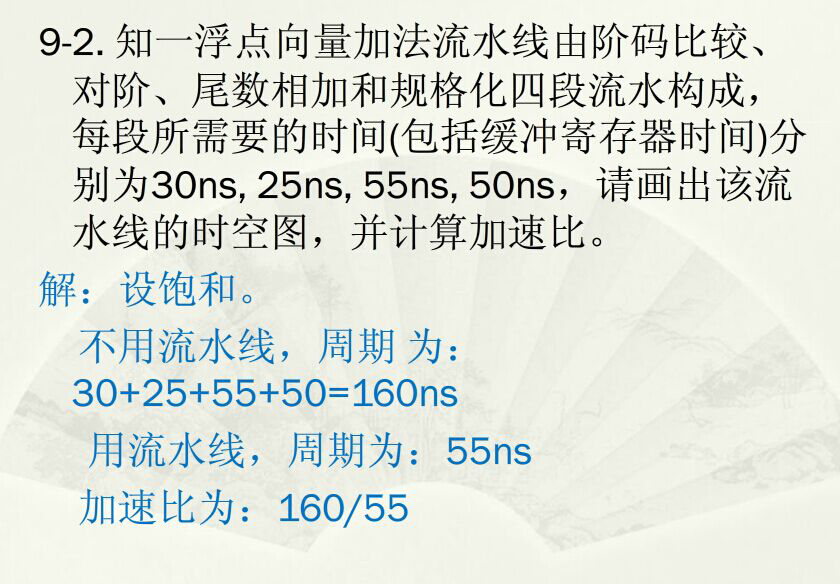 9-2. 知一浮点向量加法流水线由阶码比较、
对阶、尾数相加和规格化四段流水构成，
每段所需要的时间(包括缓冲寄存器时间)分
别为30ns, 25ns, 55ns, 50ns，请画出该流
水线的时空图，并计算加速比。
解：设饱和。
不用流水线，周期 为：
30+25+55+50=160ns
用流水线，周期为：55ns
加速比为：160/55